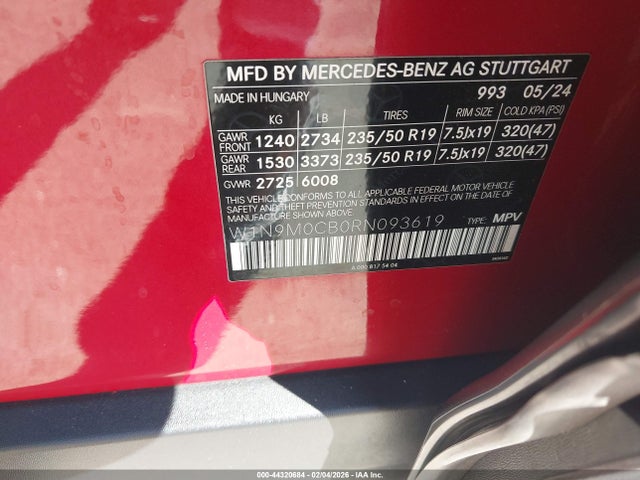 MFD BY MERCEDES-BENZ AG STUTTGART
MADE IN HUNGARY 993 05/24
KG LB TIRES RIM SIZE COLD KPA(PSI)
GAWR FRONT 1240 2734 235/50 R19 7.5Jx19 320(47)
GAWR REAR 1530 3373 235/50 R19 7.5Jx19 320(47)
GVWR 2725 6008
THIS VEHICLE CONFORMS TO ALL APPLICABLE FEDERAL MOTOR VEHICLE
SAFETY AND THEFT PREVENTION STANDARDS IN EFFECT ON THE
DATE OF MANUFACTURE SHOWN ABOVE.
W1N9M0CB0RN093619 TYPE: MPV
A 000 817 54 04
000-44320684 - 02/04/2026 - IAA Inc.